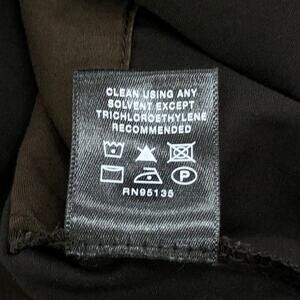 CLEAN USING ANY
SOLVENT EXCEPT
TRICHLOROETHYLENE
RECOMMENDED
P
RN95135